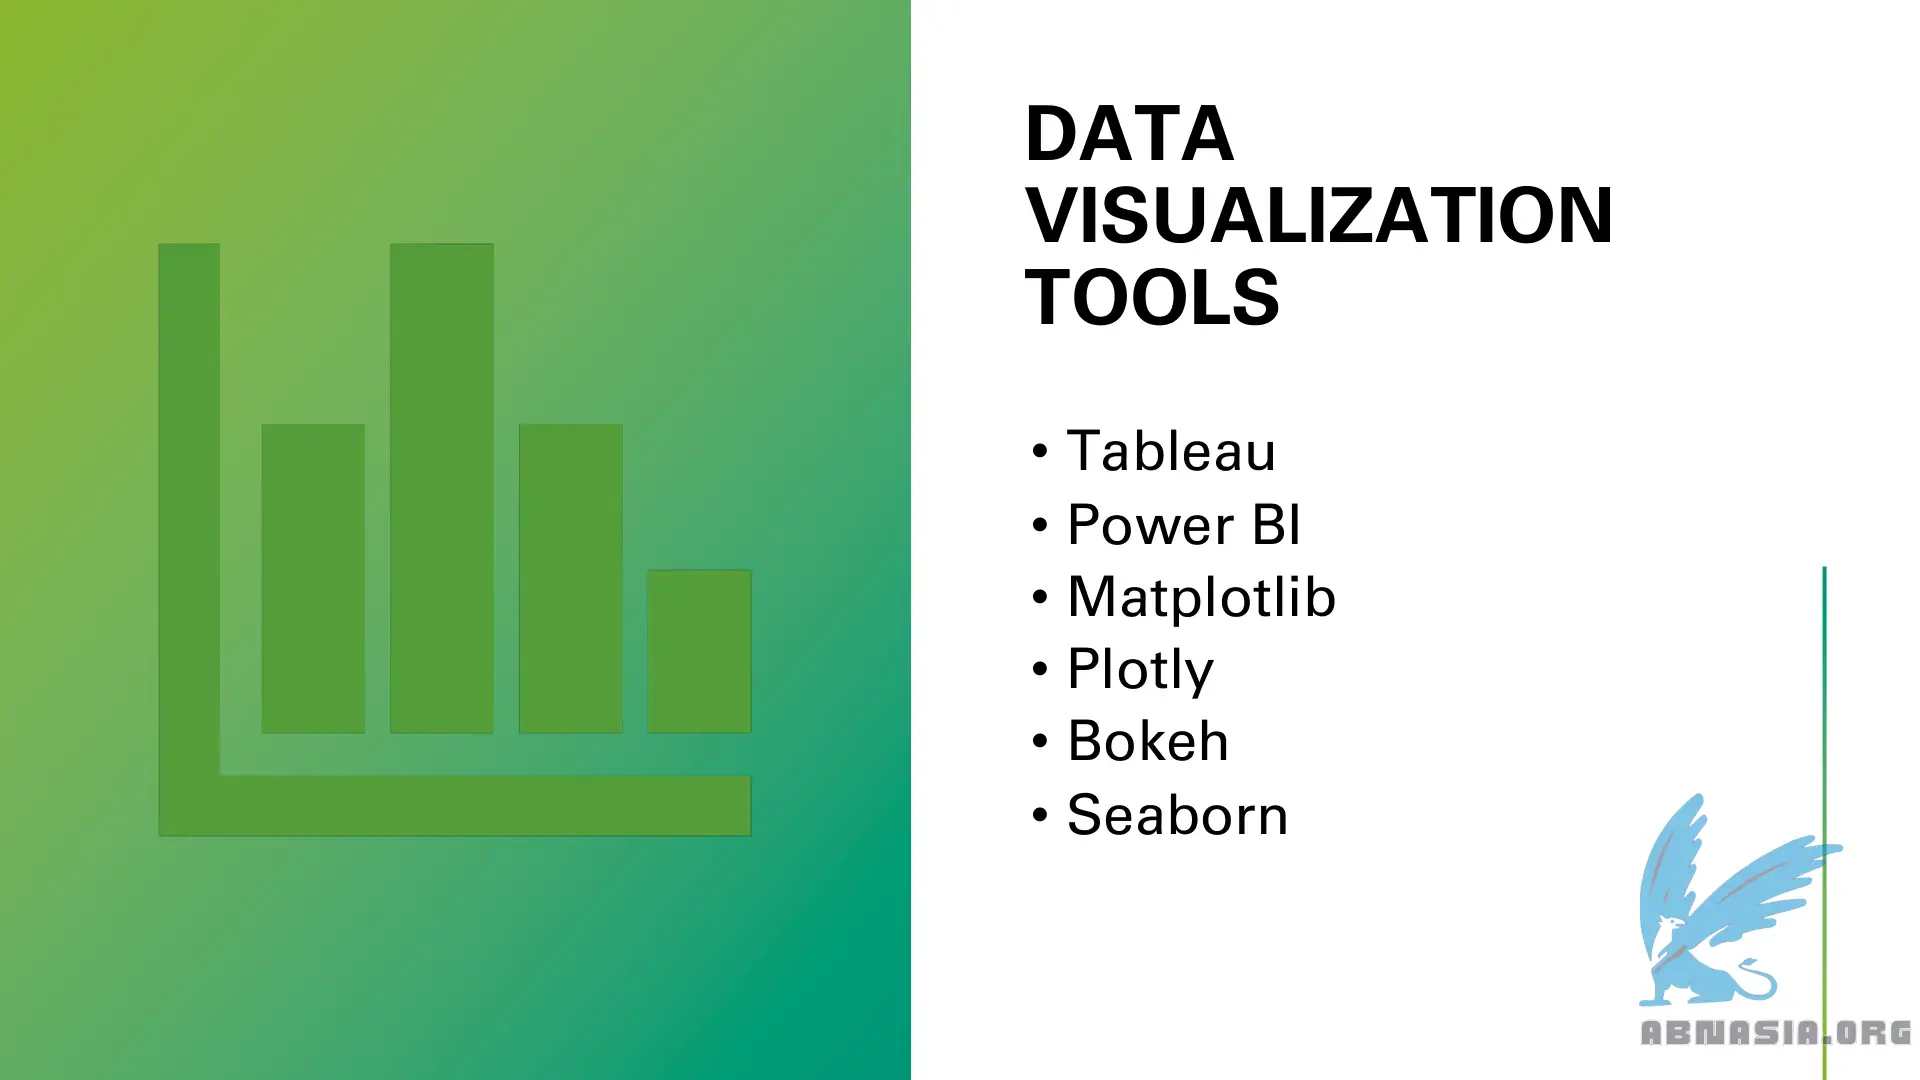 DATA
VISUALIZATION
TOOLS
• Tableau
• Power BI
• Matplotlib
• Plotly
• Bokeh
• Seaborn
ABNASIA.ORG